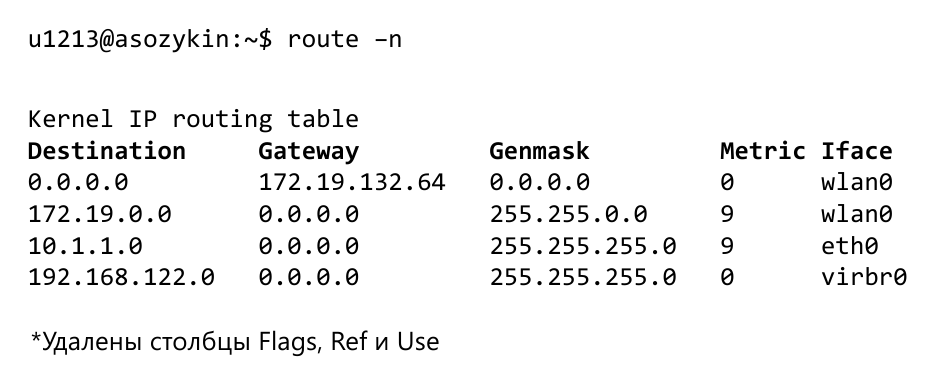 u1213@asozykin:~$ route –n
Kernel IP routing table
Destination Gateway Genmask Metric Iface
0.0.0.0 172.19.132.64 0.0.0.0 0 wlan0
172.19.0.0 0.0.0.0 255.255.0.0 9 wlan0
10.1.1.0 0.0.0.0 255.255.255.0 9 eth0
192.168.122.0 0.0.0.0 255.255.255.0 0 virbr0
*Удалены столбцы Flags, Ref и Use